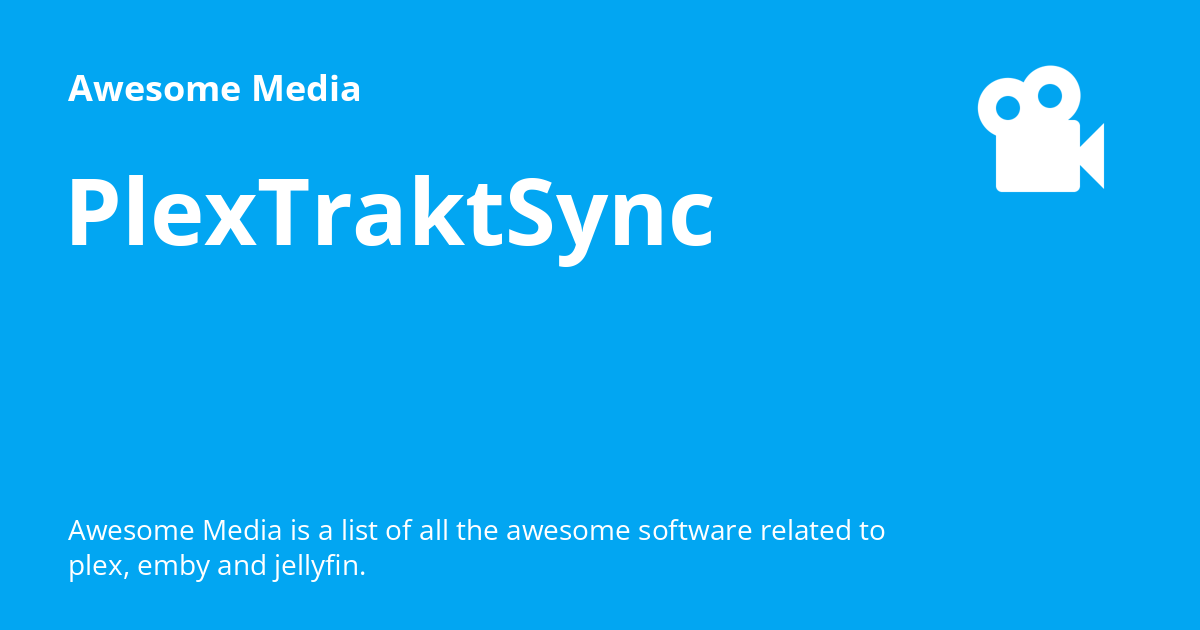 Awesome Media
PlexTraktSync
Awesome Media is a list of all the awesome software related to
plex, emby and jellyfin.